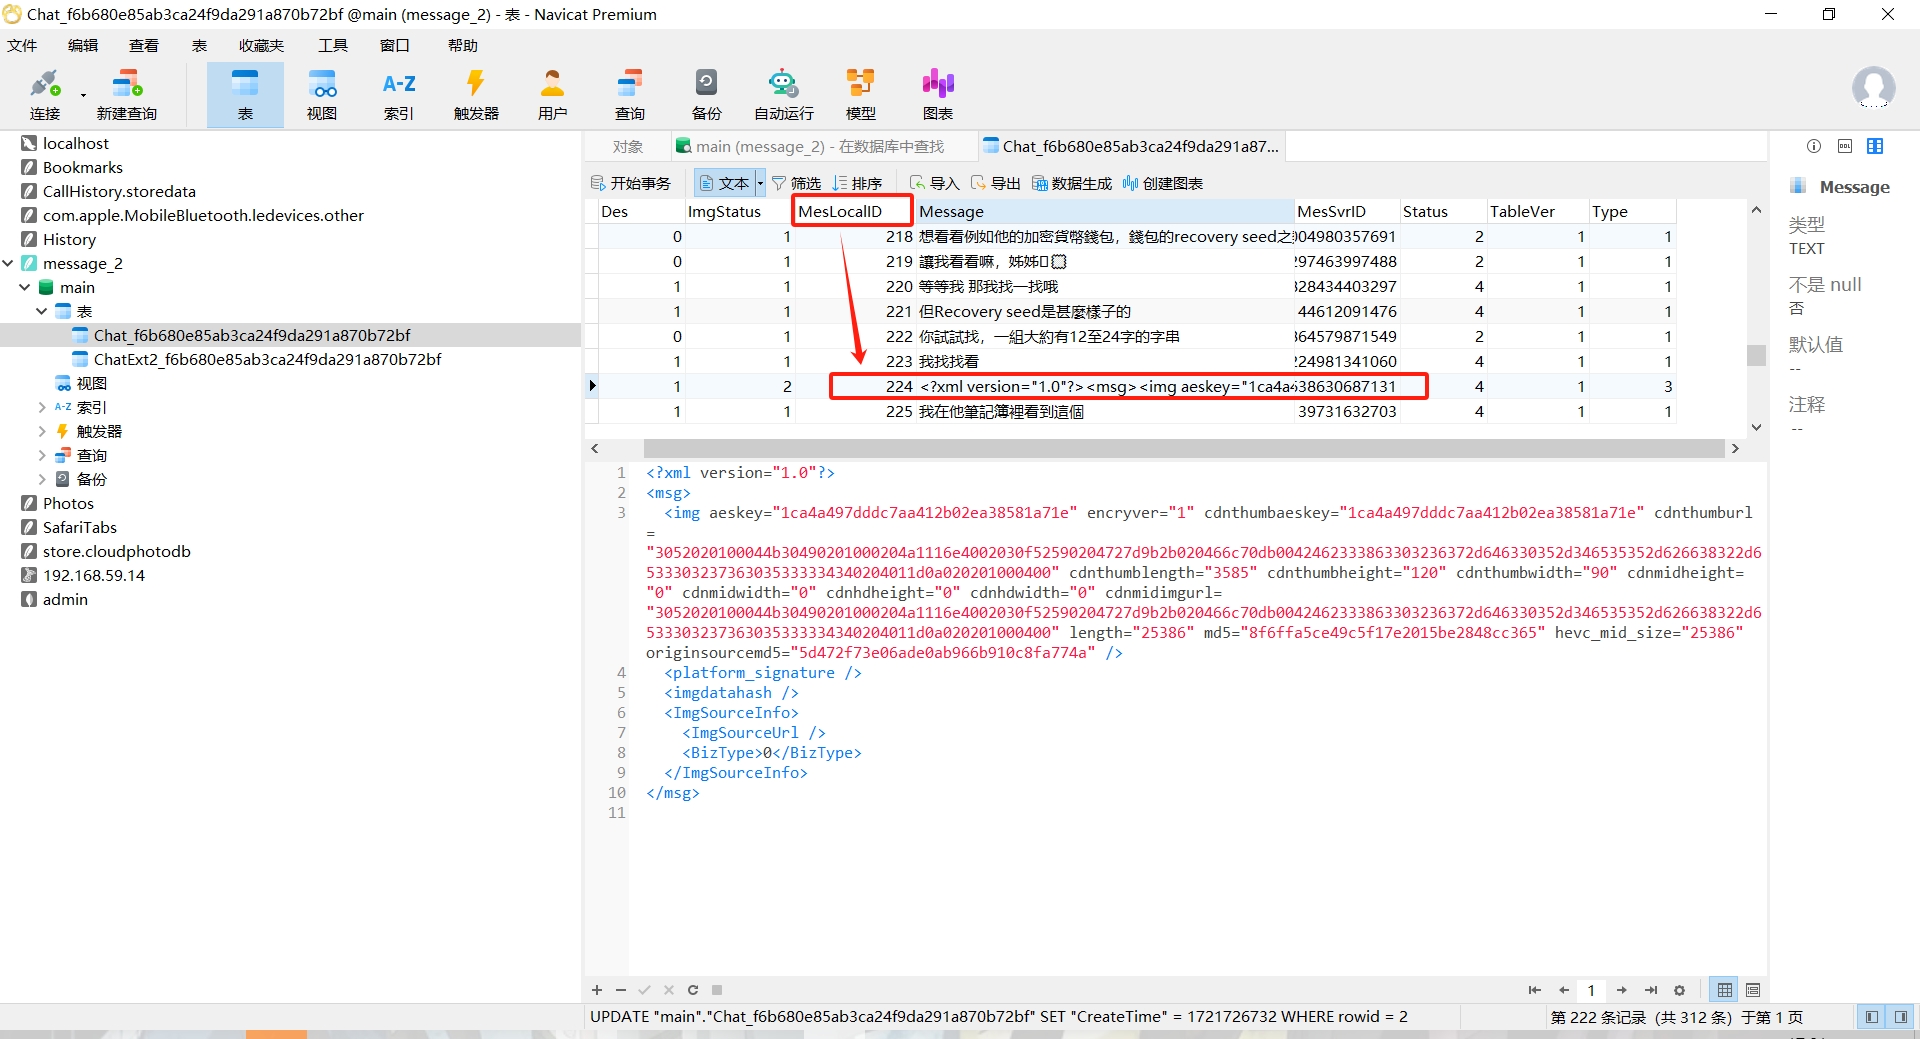 Chat_f6b680e85ab3ca24f9da291a870b72bf @main (message_2) - 表 - Navicat Premium
文件 编辑 查看 表 收藏夹 工具 窗口 帮助
连接 新建查询 表 视图 A-Z 索引 触发器 用户 查询 备份 自动运行 模型 图表
localhost
Bookmarks
CallHistory.storedata
com.apple.MobileBluetooth.ledevices.other
History
message_2
main
表
Chat_f6b680e85ab3ca24f9da291a870b72bf
ChatExt2_f6b680e85ab3ca24f9da291a870b72bf
视图
A-Z 索引
触发器
查询
备份
Photos
SafariTabs
store.cloudphotodb
192.168.59.14
admin
对象 main (message_2) - 在数据库中查找 Chat_f6b680e85ab3ca24f9da291a87...
开始事务 文本 筛选 排序 导入 导出 数据生成 创建图表
Des ImgStatus MesLocalID Message MesSvrID Status TableVer Type
0 1 218 想看看例如他的加密貨幣錢包，錢包的recovery seed之 004980357691 2 1 1
0 1 219 讓我看看嘛，姊姊 297463997488 2 1 1
1 1 220 等等我 那我找一找哦 328434403297 4 1 1
1 1 221 但Recovery seed是甚麼樣子的 44612091476 4 1 1
0 1 222 你試試找，一組大約有12至24字的字串 364579871549 2 1 1
1 1 223 我找找看 224981341060 4 1 1
1 2 224 <?xml version="1.0"?><msg><img aeskey="1ca4a 638630687131 4 1 3
1 1 225 我在他筆記簿裡看到這個 39731632703 4 1 1
1 <?xml version="1.0"?>
2 <msg>
3 <img aeskey="1ca4a497dddc7aa412b02ea38581a71e" encryver="1" cdnthumbaeskey="1ca4a497dddc7aa412b02ea38581a71e" cdnthumburl
=
"3052020100044b30490201000204a1116e4002030f52590204727d9b2b020466c70db0042462333863303236372d646330352d346535352d626638322d6
5333032373630353333340204011d0a020201000400" cdnthumblength="3585" cdnthumbheight="120" cdnthumbwidth="90" cdnmidheight=
"0" cdnmidwidth="0" cdnhdheight="0" cdnhdwidth="0" cdnmidimgurl=
"3052020100044b30490201000204a1116e4002030f52590204727d9b2b020466c70db0042462333863303236372d646330352d346535352d626638322d6
5333032373630353333340204011d0a020201000400" length="25386" md5="8f6ffa5ce49c5f17e2015be2848cc365" hevc_mid_size="25386"
originsourcemd5="5d472f73e06ade0ab966b910c8fa774a" />
4 <platform_signature />
5 <imgdatahash />
6 <ImgSourceInfo>
7 <ImgSourceUrl />
8 <BizType>0</BizType>
9 </ImgSourceInfo>
10 </msg>
11
1
UPDATE "main"."Chat_f6b680e85ab3ca24f9da291a870b72bf" SET "CreateTime" = 1721726732 WHERE rowid = 2
第 222 条记录 (共 312 条) 于第 1 页
DDL
Message
类型
TEXT
不是 null
否
默认值
--
注释
--